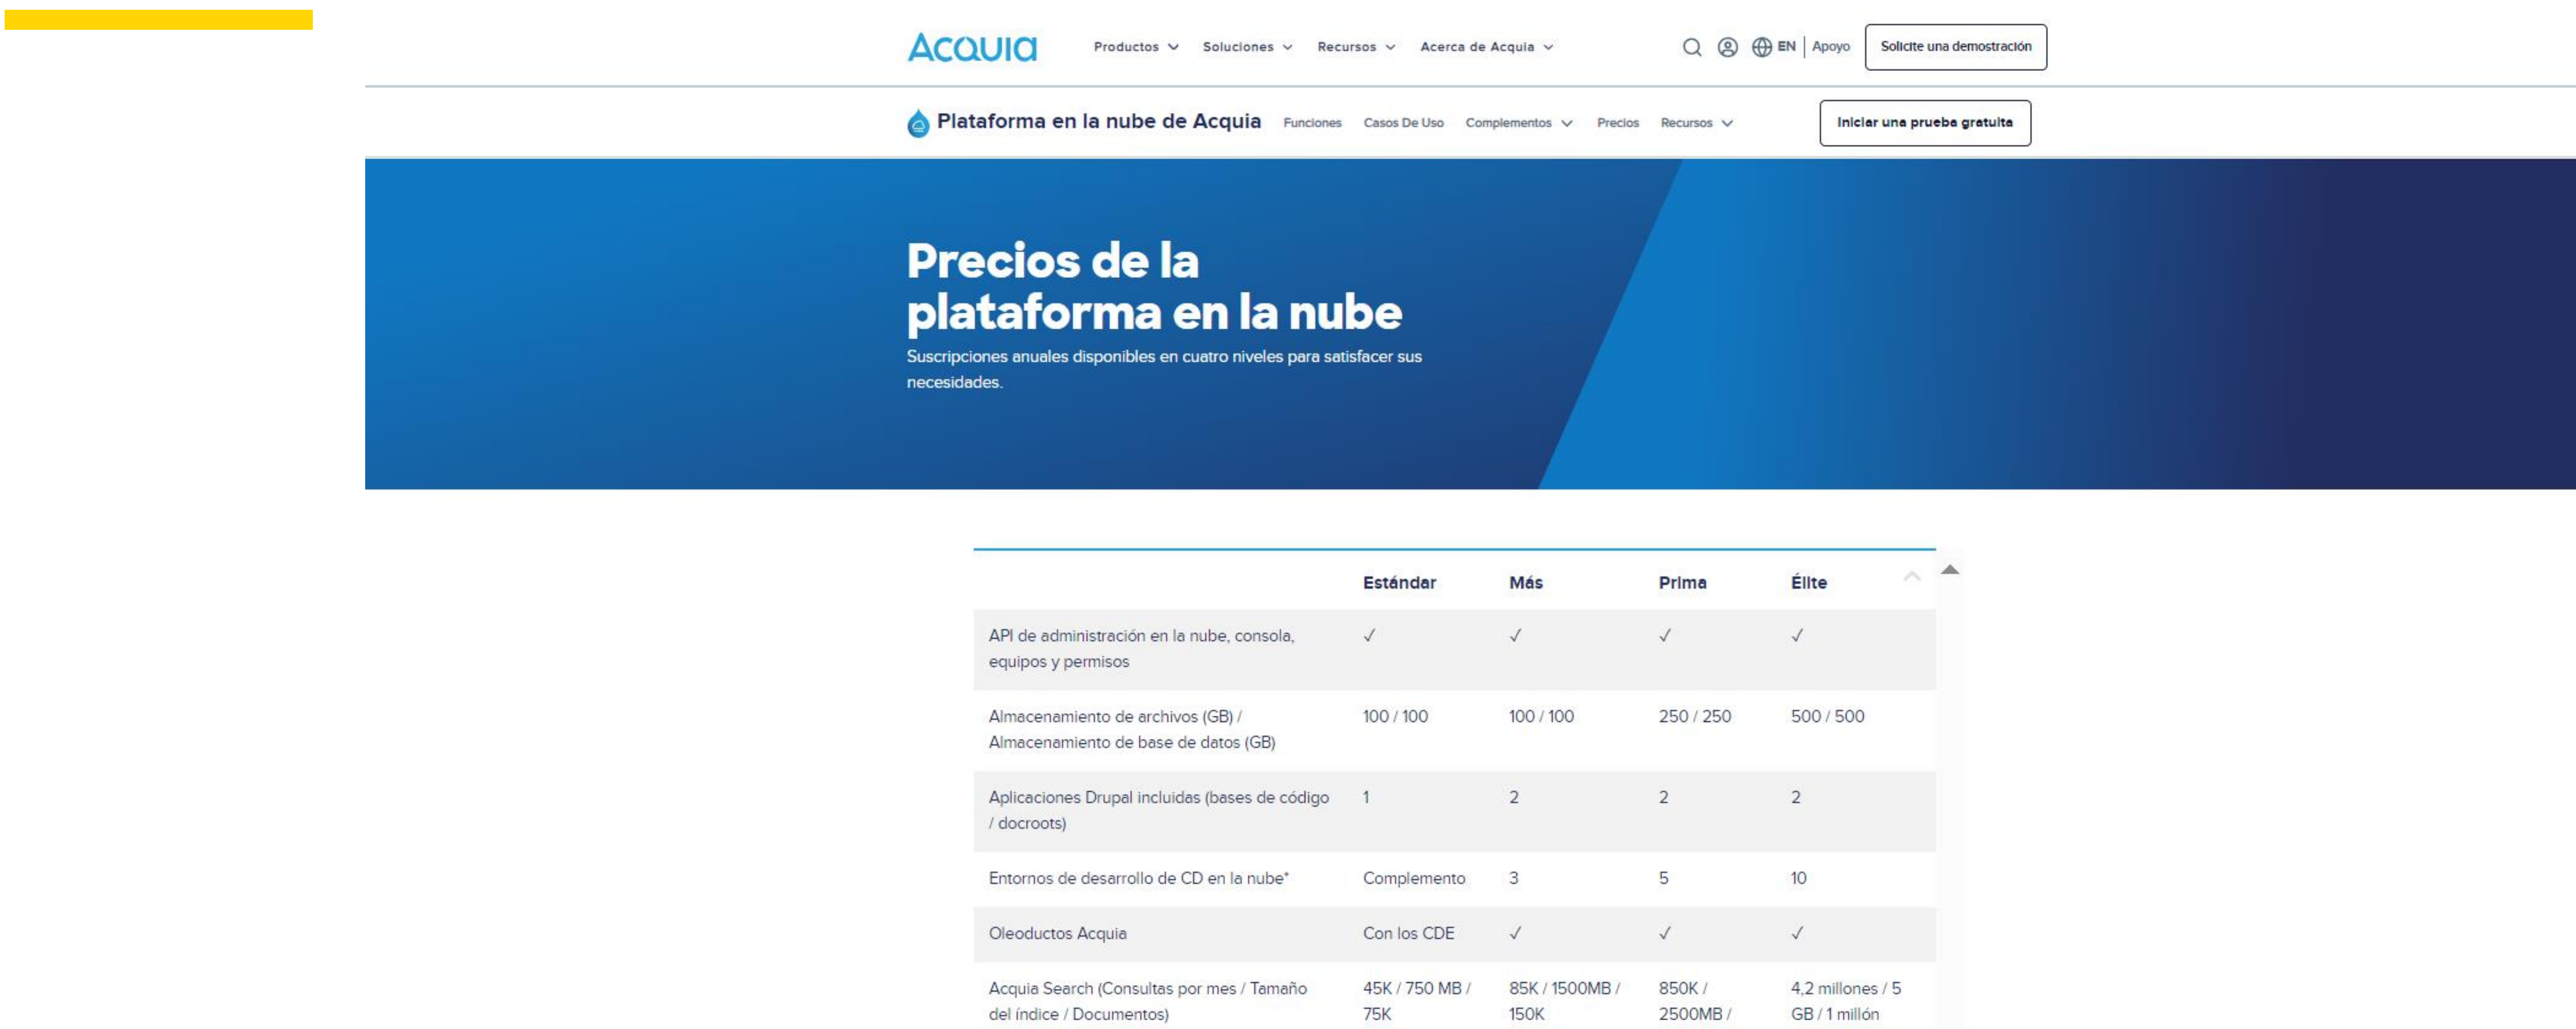 Acquia
Productos Soluciones Recursos Acerca de Acquia EN | Apoyo Solicite una demostración
Plataforma en la nube de Acquia Funciones Casos De Uso Complementos Precios Recursos Iniciar una prueba gratuita
Precios de la
plataforma en la nube
Suscripciones anuales disponibles en cuatro niveles para satisfacer sus
necesidades.
Estándar Más Prima Élite
API de administración en la nube, consola, ✓ ✓ ✓ ✓
equipos y permisos
Almacenamiento de archivos (GB) / 100 / 100 100 / 100 250 / 250 500 / 500
Almacenamiento de base de datos (GB)
Aplicaciones Drupal incluidas (bases de código 1 2 2 2
/ docroots)
Entornos de desarrollo de CD en la nube* Complemento 3 5 10
Oleoductos Acquia Con los CDE ✓ ✓ ✓
Acquia Search (Consultas por mes / Tamaño 45K / 750 MB / 85K / 1500MB / 850K / 4,2 millones / 5
del índice / Documentos) 75K 150K 2500MB / GB / 1 millón